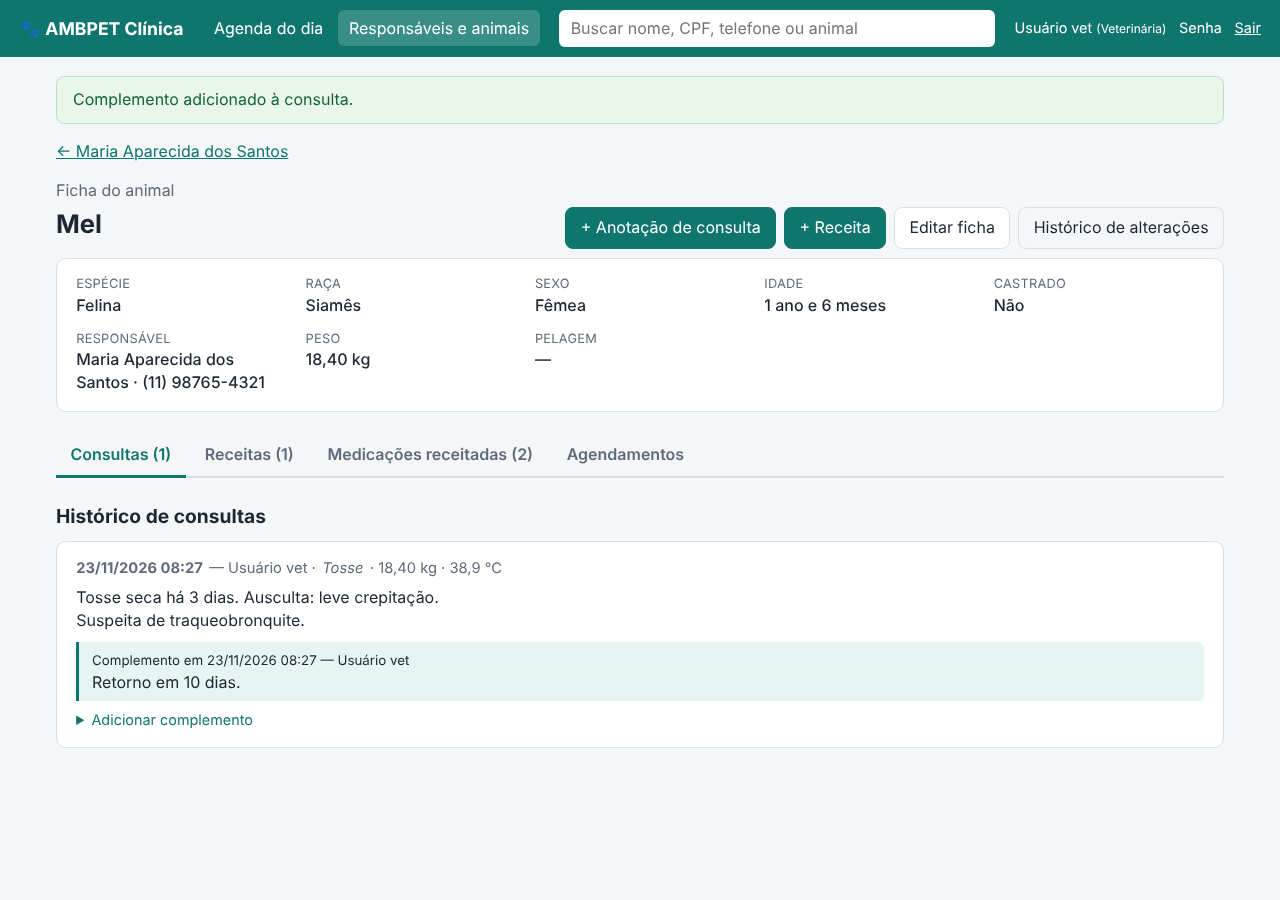 🐾 AMBPET Clínica Agenda do dia Responsáveis e animais Buscar nome, CPF, telefone ou animal Usuário vet (Veterinária) Senha Sair
Complemento adicionado à consulta.
← Maria Aparecida dos Santos
Ficha do animal
Mel
+ Anotação de consulta + Receita Editar ficha Histórico de alterações
ESPÉCIE RAÇA SEXO IDADE CASTRADO
Felina Siamês Fêmea 1 ano e 6 meses Não
RESPONSÁVEL PESO PELAGEM
Maria Aparecida dos 18,40 kg —
Santos · (11) 98765-4321
Consultas (1) Receitas (1) Medicações receitadas (2) Agendamentos
Histórico de consultas
23/11/2026 08:27 — Usuário vet · Tosse · 18,40 kg · 38,9 °C
Tosse seca há 3 dias. Ausculta: leve crepitação.
Suspeita de traqueobronquite.
Complemento em 23/11/2026 08:27 — Usuário vet
Retorno em 10 dias.
▶ Adicionar complemento